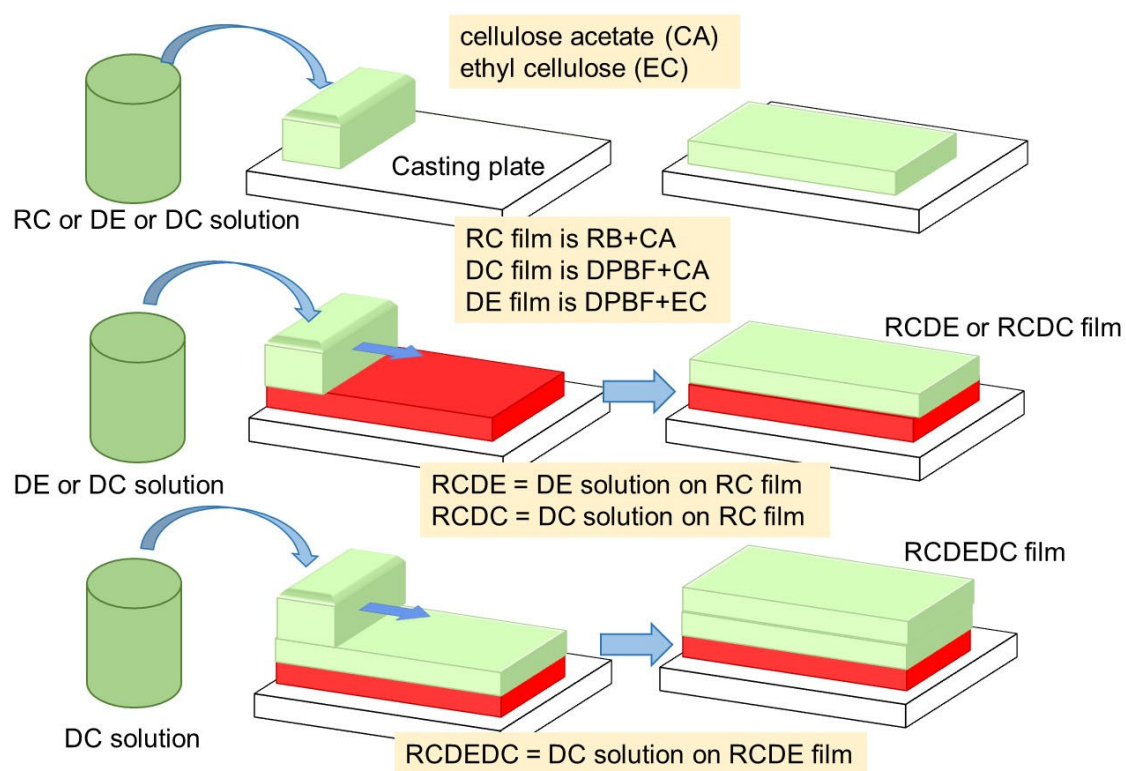 cellulose acetate (CA)
ethyl cellulose (EC)
Casting plate
RC or DE or DC solution
RC film is RB+CA
DC film is DPBF+CA
DE film is DPBF+EC
RCDE or RCDC film
DE or DC solution
RCDE = DE solution on RC film
RCDC = DC solution on RC film
RCDEDC film
DC solution
RCDEDC = DC solution on RCDE film